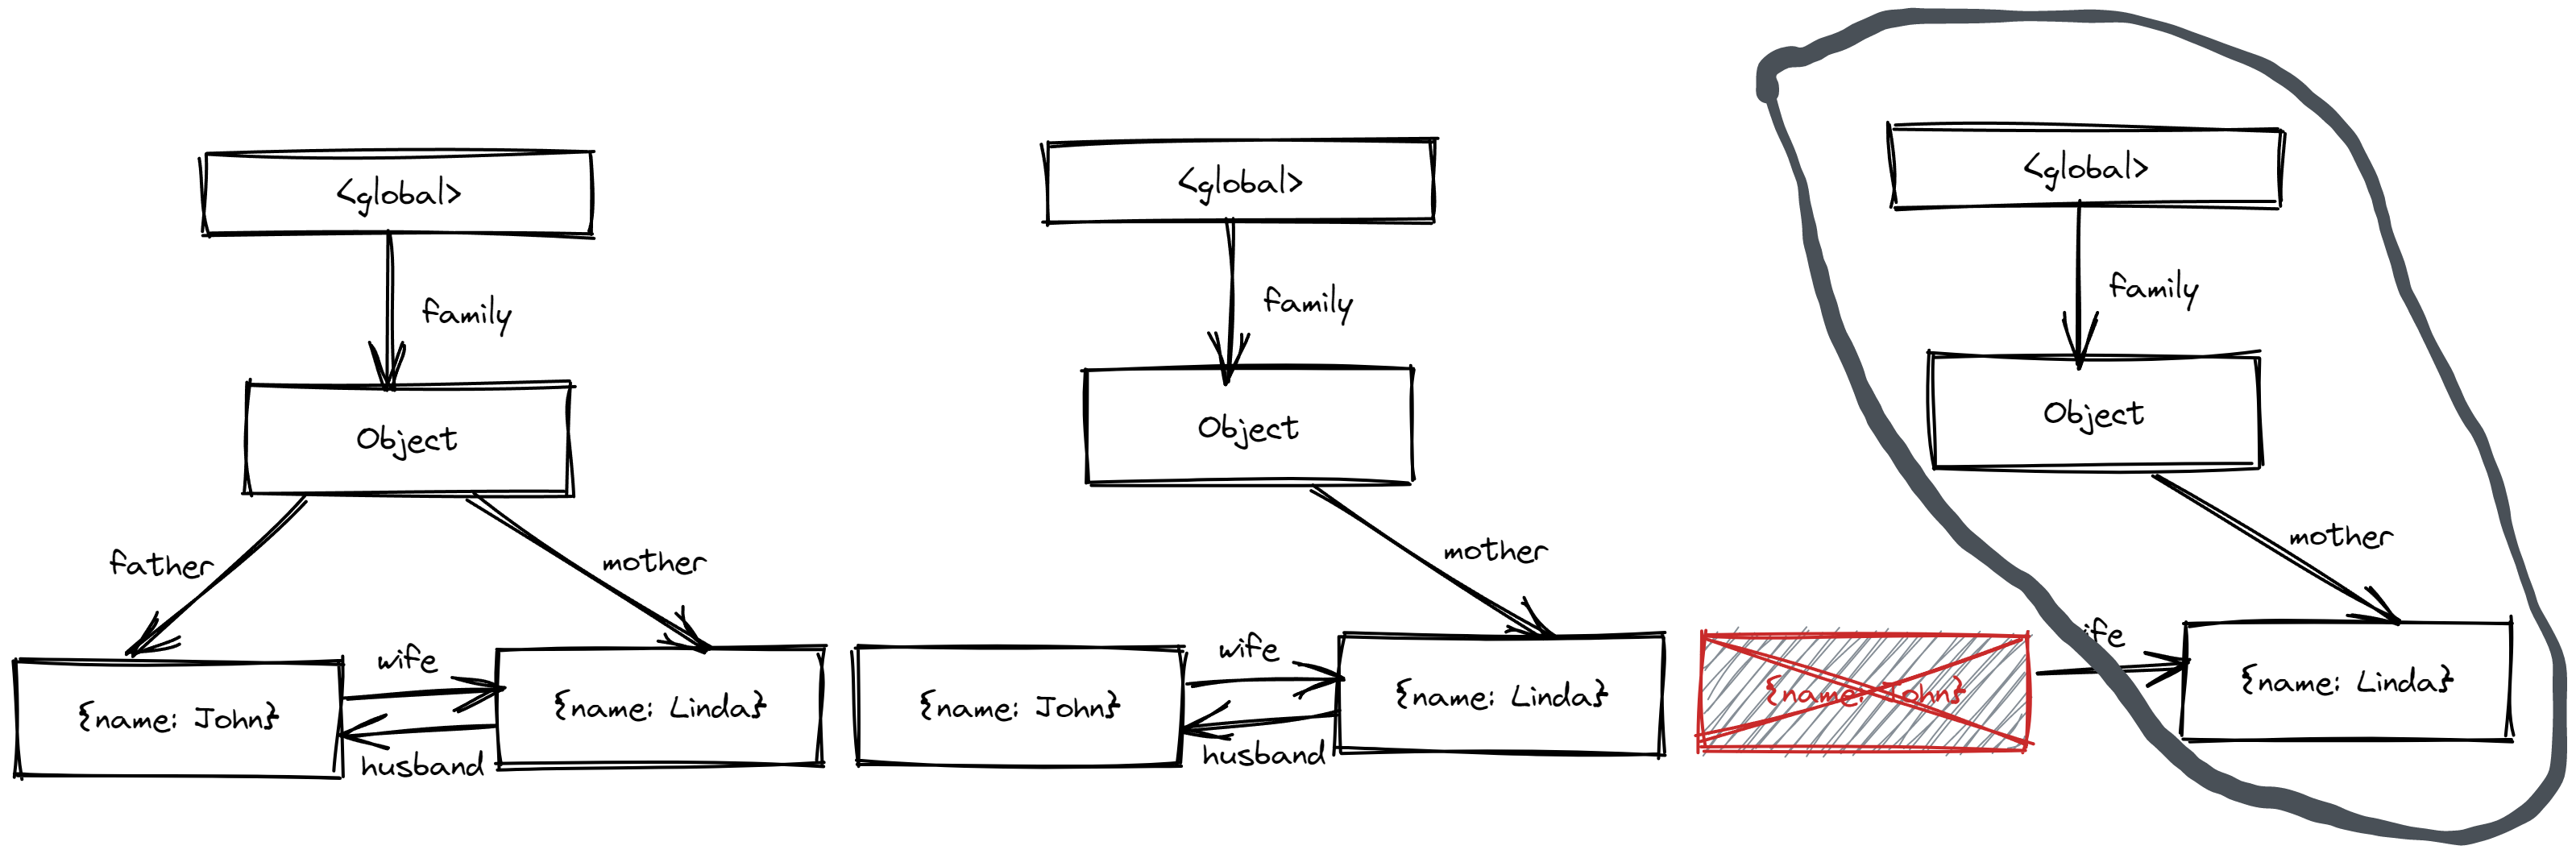 <global>
family
Object
father
mother
wife
{name: John}
{name: Linda}
husband
<global>
family
Object
mother
wife
{name: John}
{name: Linda}
husband
<global>
family
Object
mother
ife
{name: John}
{name: Linda}